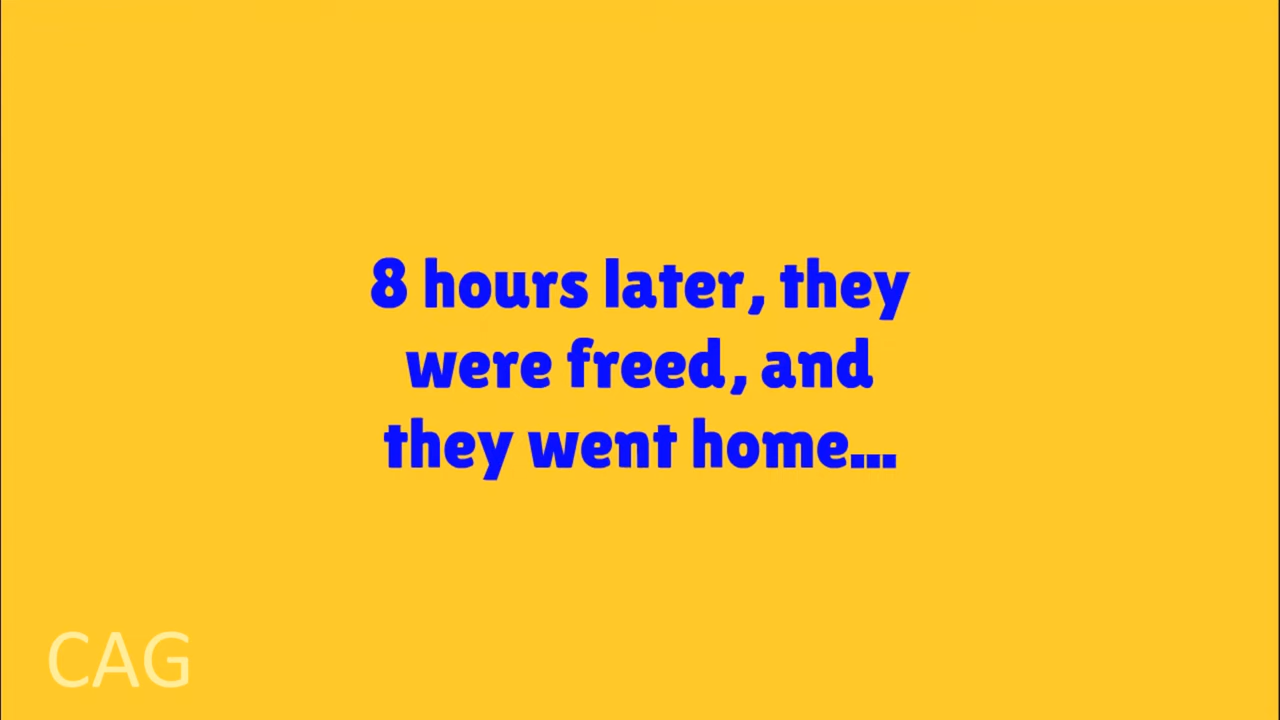 8 hours later, they
were freed, and
they went home...
CAG